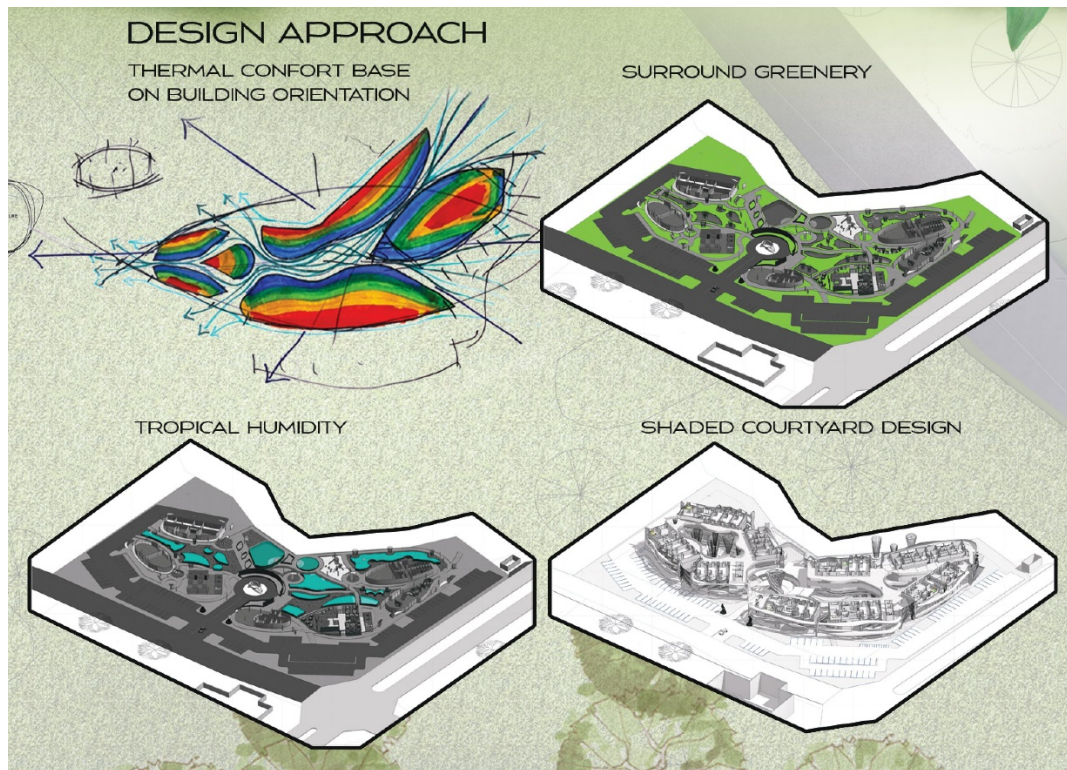 DESIGN APPROACH
THERMAL CONFORT BASE
ON BUILDING ORIENTATION
SURROUND GREENERY
TROPICAL HUMIDITY
SHADED COURTYARD DESIGN